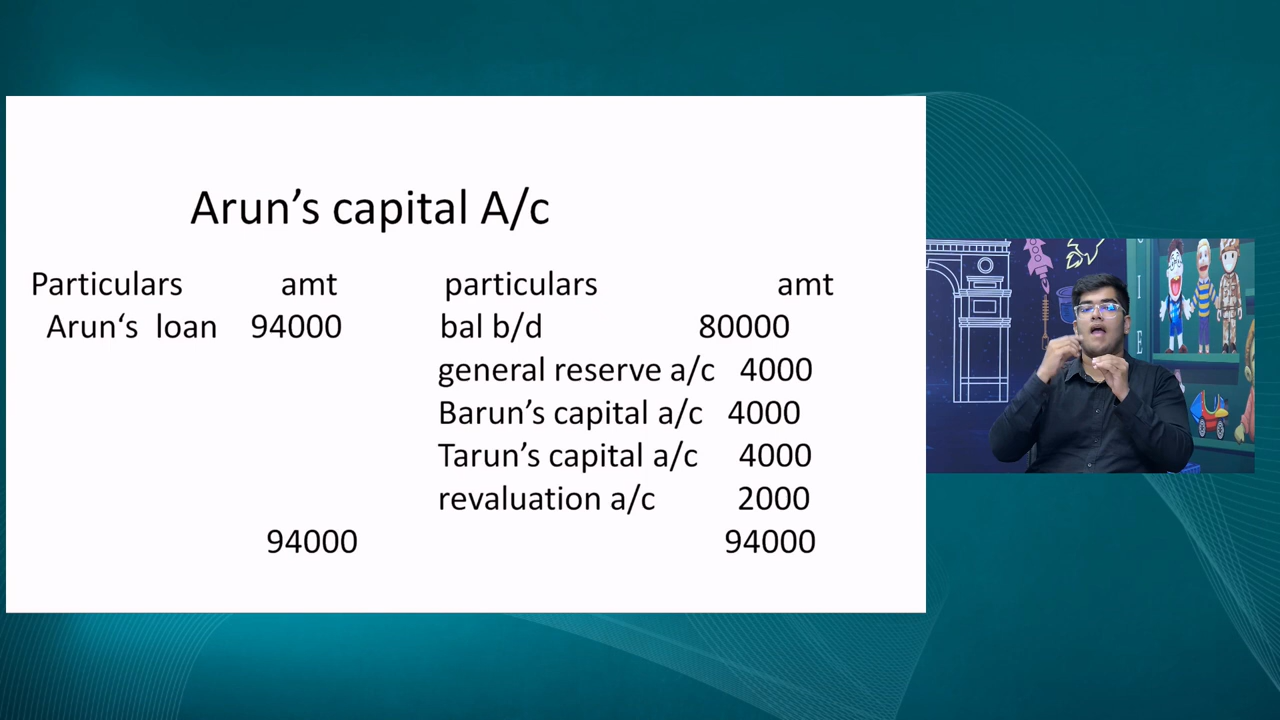 Arun’s capital A/c
Particulars amt particulars amt
Arun‘s loan 94000 bal b/d 80000
general reserve a/c 4000
Barun’s capital a/c 4000
Tarun’s capital a/c 4000
revaluation a/c 2000
94000 94000
I
E